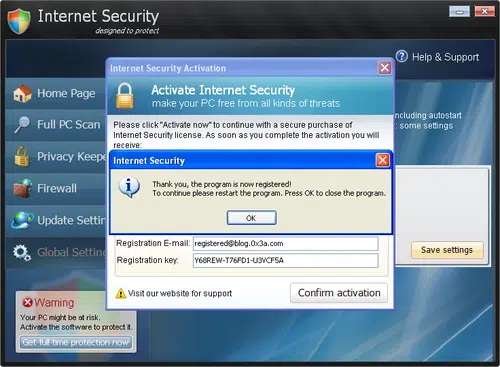 Internet Security
designed to protect
Help & Support
Home Page
Full PC Scan
Privacy Keepe
Firewall
Update Settin
Global Settin
including autostart
some settings
Save settings
Warning
Your PC might be at risk.
Activate the software to protect it.
Get full time protection now
Internet Security Activation
Activate Internet Security
make your PC free from all kinds of threats
Please click "Activate now" to continue with a secure purchase of
Internet Security license. As soon as you complete the activation you will
receive:
Internet Security
Thank you, the program is now registered!
To continue please restart the program. Press OK to close the program.
OK
Registration E-mail: registered@blog.0x3a.com
Registration key: Y68REW-T76FD1-U3VCF5A
Visit our website for support
Confirm activation